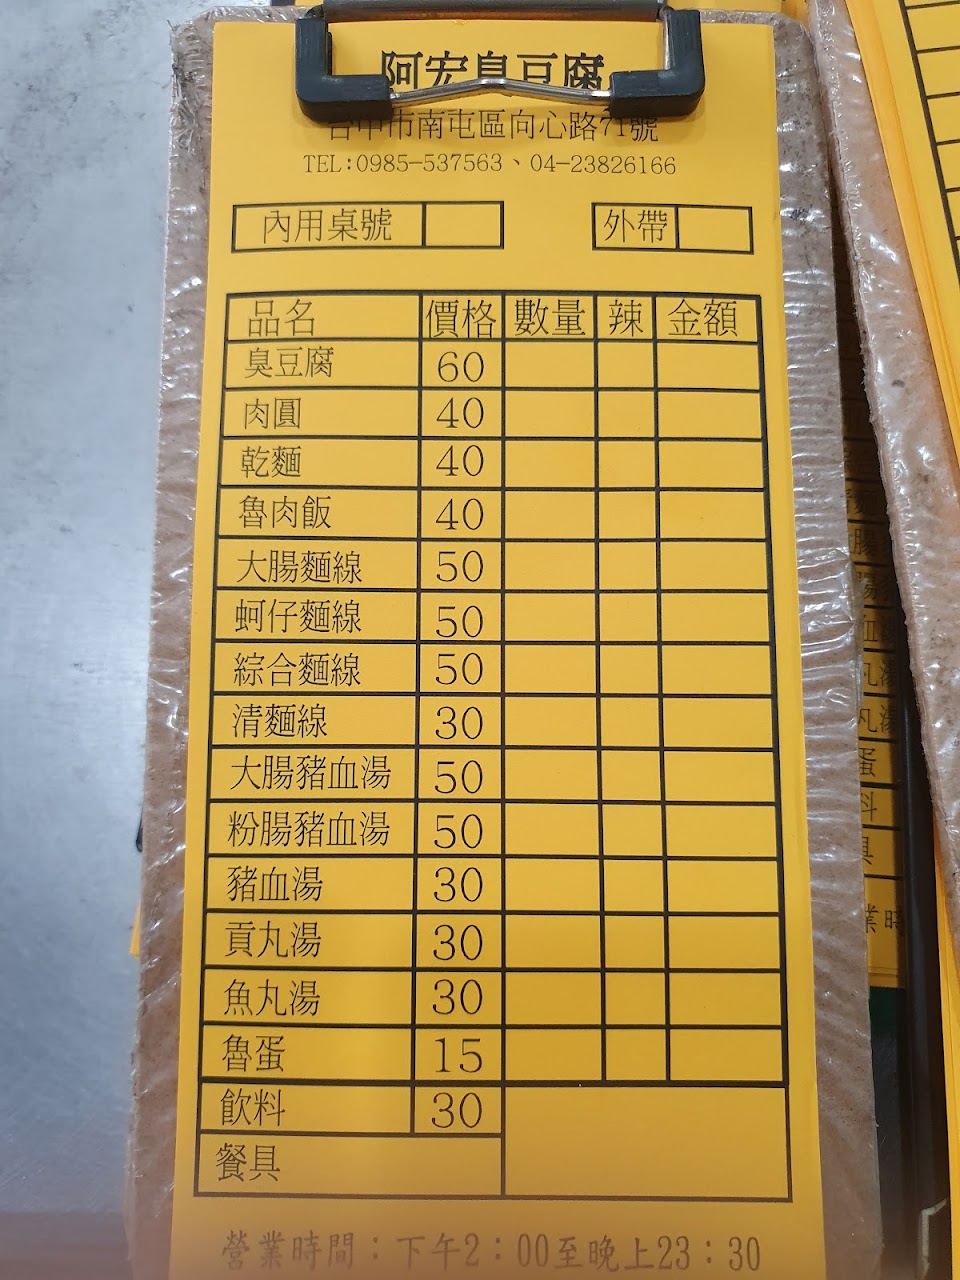 阿宏臭豆腐
台中市南屯區向心路71號
TEL:0985-537563、04-23826166
內用桌號 外帶
品名 價格 數量 辣 金額
臭豆腐 60
肉圓 40
乾麵 40
魯肉飯 40
大腸麵線 50
蚵仔麵線 50
綜合麵線 50
清麵線 30
大腸豬血湯 50
粉腸豬血湯 50
豬血湯 30
貢丸湯 30
魚丸湯 30
魯蛋 15
飲料 30
餐具
營業時間：下午2：00至晚上23：30